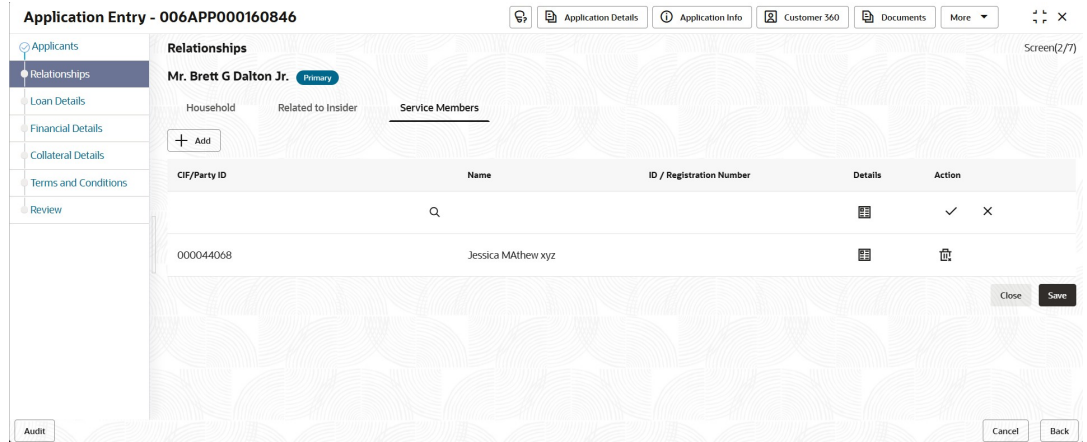 Application Entry - 006APP000160846
Application Details
Application Info
Customer 360
Documents
More
Applicants
Relationships
Loan Details
Financial Details
Collateral Details
Terms and Conditions
Review
Relationships
Screen(2/7)
Mr. Brett G Dalton Jr. Primary
Household Related to Insider Service Members
Add
CIF/Party ID Name ID / Registration Number Details Action
000044068 Jessica MAthew xyz
Close Save
Audit Cancel Back